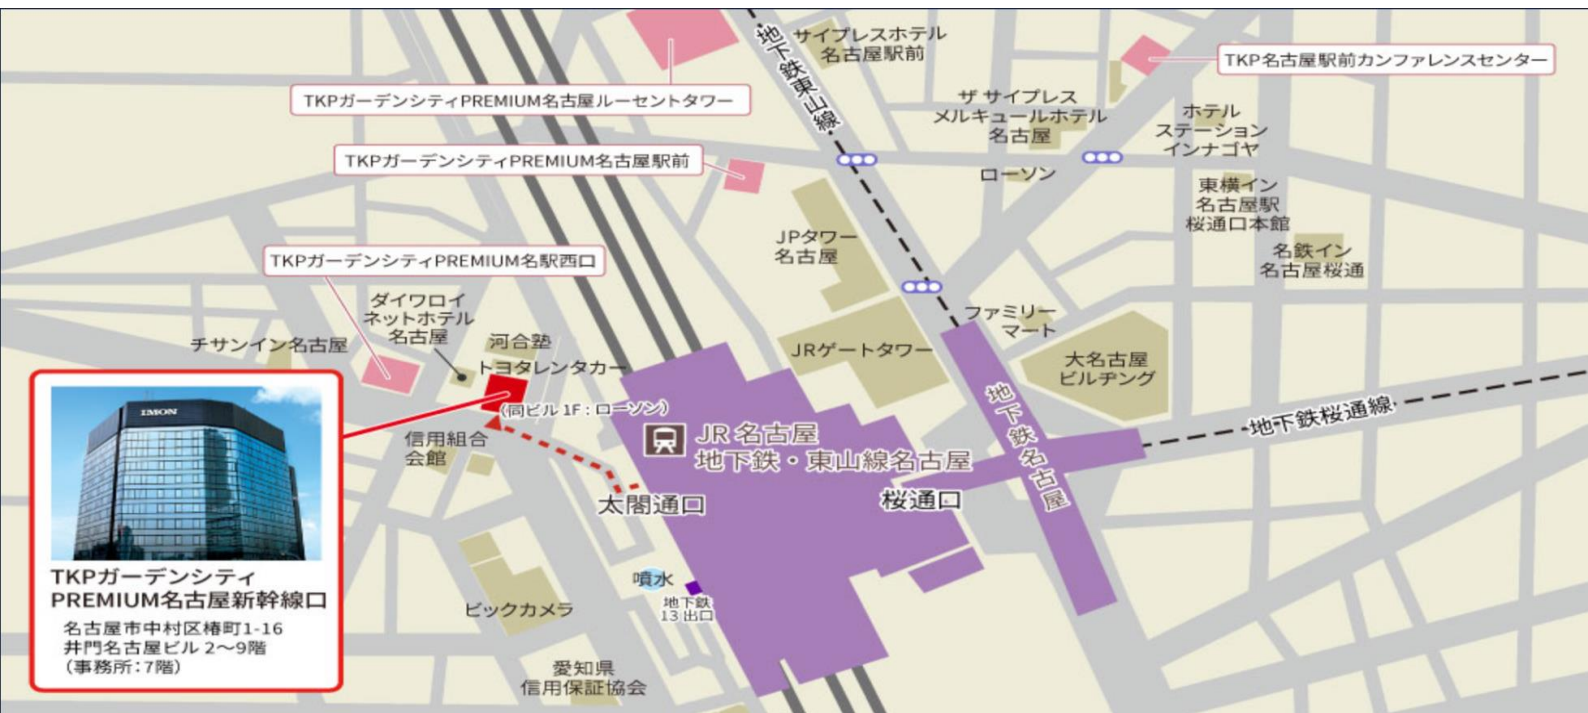 地下鉄東山線
サイプレスホテル
名古屋駅前
TKP名古屋駅前カンファレンスセンター
TKPガーデンシティPREMIUM名古屋ルーセントタワー
ザ サイプレス
メルキュールホテル
名古屋
ホテル
ステーション
インナゴヤ
TKPガーデンシティPREMIUM名古屋駅前
ローソン
東横イン
名古屋駅
桜通口本館
JPタワー
名古屋
名鉄イン
名古屋桜通
TKPガーデンシティPREMIUM名駅西口
ダイワロイ
ネットホテル
名古屋
ファミリー
マート
チサンイン名古屋
河合塾
トヨタレンタカー
JRゲートタワー
大名古屋
ビルヂング
(同ビル 1F : ローソン)
地下鉄名古屋
地下鉄桜通線
IMON
信用組合
会館
JR 名古屋
地下鉄・東山線名古屋
太閤通口
桜通口
TKPガーデンシティ
PREMIUM名古屋新幹線口
名古屋市中村区椿町1-16
井門名古屋ビル 2〜9階
（事務所：7階）
噴水
地下鉄
13 出口
ビックカメラ
愛知県
信用保証協会